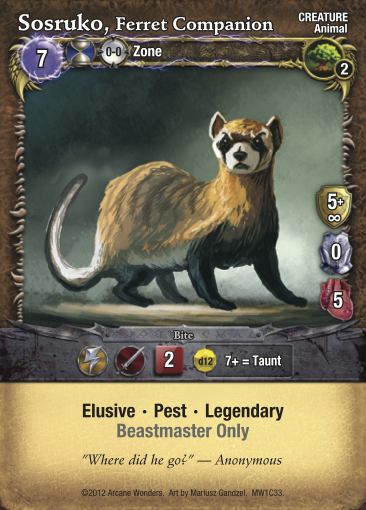 Sosruko, Ferret Companion
CREATURE
Animal
7
0-0 Zone
2
5+
∞
0
5
Bite
2
d12
7+ = Taunt
Elusive · Pest · Legendary
Beastmaster Only
"Where did he go?" — Anonymous
©2012 Arcane Wonders. Art by Mariusz Gandzel. MW1C33.